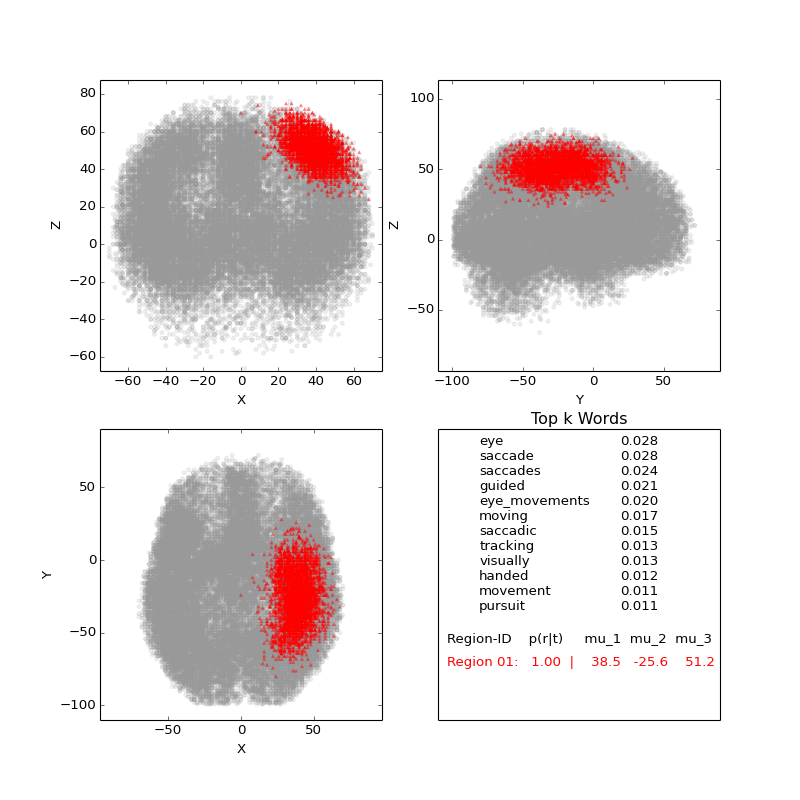 80
60
40
20
0
−20
−40
−60
Z
−60 −40 −20 0 20 40 60
X
100
50
0
−50
Z
−100 −50 0 50
Y
50
0
−50
−100
Y
−50 0 50
X
Top k Words
eye 0.028
saccade 0.028
saccades 0.024
guided 0.021
eye_movements 0.020
moving 0.017
saccadic 0.015
tracking 0.013
visually 0.013
handed 0.012
movement 0.011
pursuit 0.011
Region-ID p(r|t) mu_1 mu_2 mu_3
Region 01: 1.00 | 38.5 -25.6 51.2